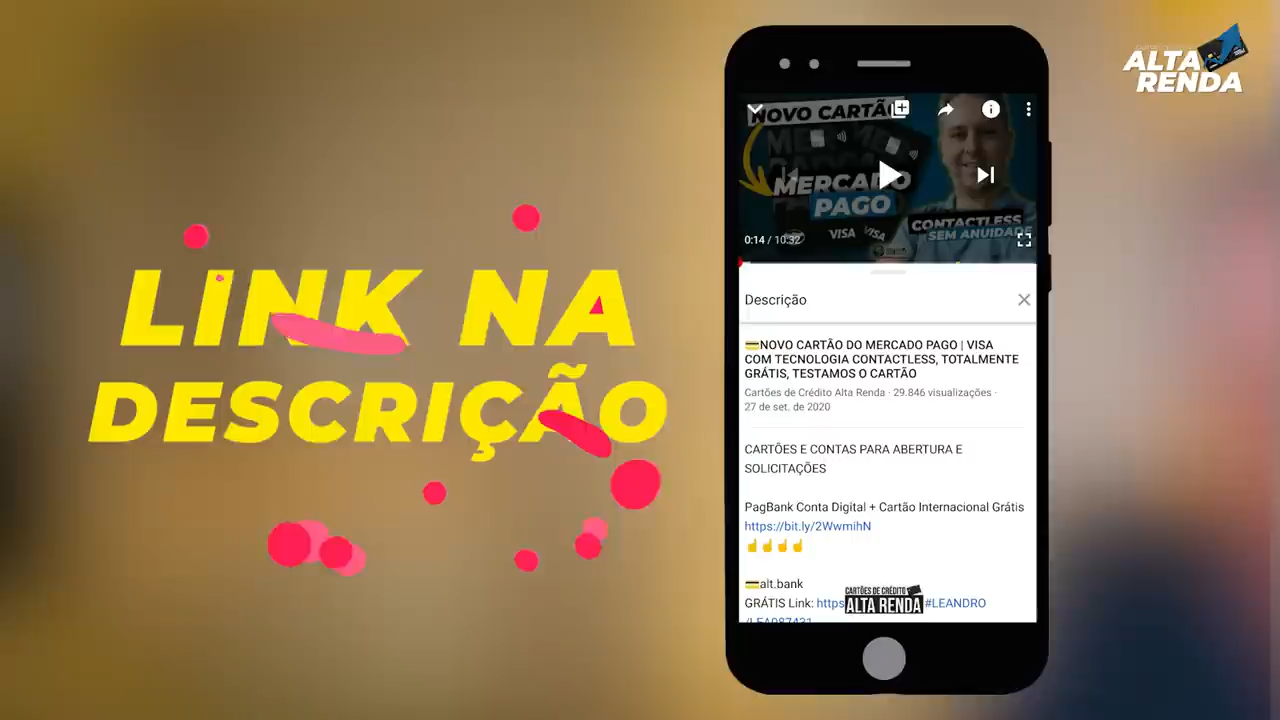 LINK NA
DESCRIÇÃO
ALTA
RENDA
NOVO CARTÃO
MERCADO
PAGO
CONTACTLESS
SEM ANUIDADE
VISA
VISA
0:14 / 10:32
Descrição
NOVO CARTÃO DO MERCADO PAGO | VISA
COM TECNOLOGIA CONTACTLESS, TOTALMENTE
GRÁTIS, TESTAMOS O CARTÃO
Cartões de Crédito Alta Renda · 29.846 visualizações ·
27 de set. de 2020
CARTÕES E CONTAS PARA ABERTURA E
SOLICITAÇÕES
PagBank Conta Digital + Cartão Internacional Grátis
https://bit.ly/2WwmihN
alt.bank
GRÁTIS Link: https #LEANDRO
CARTÕES DE CRÉDITO
ALTA RENDA